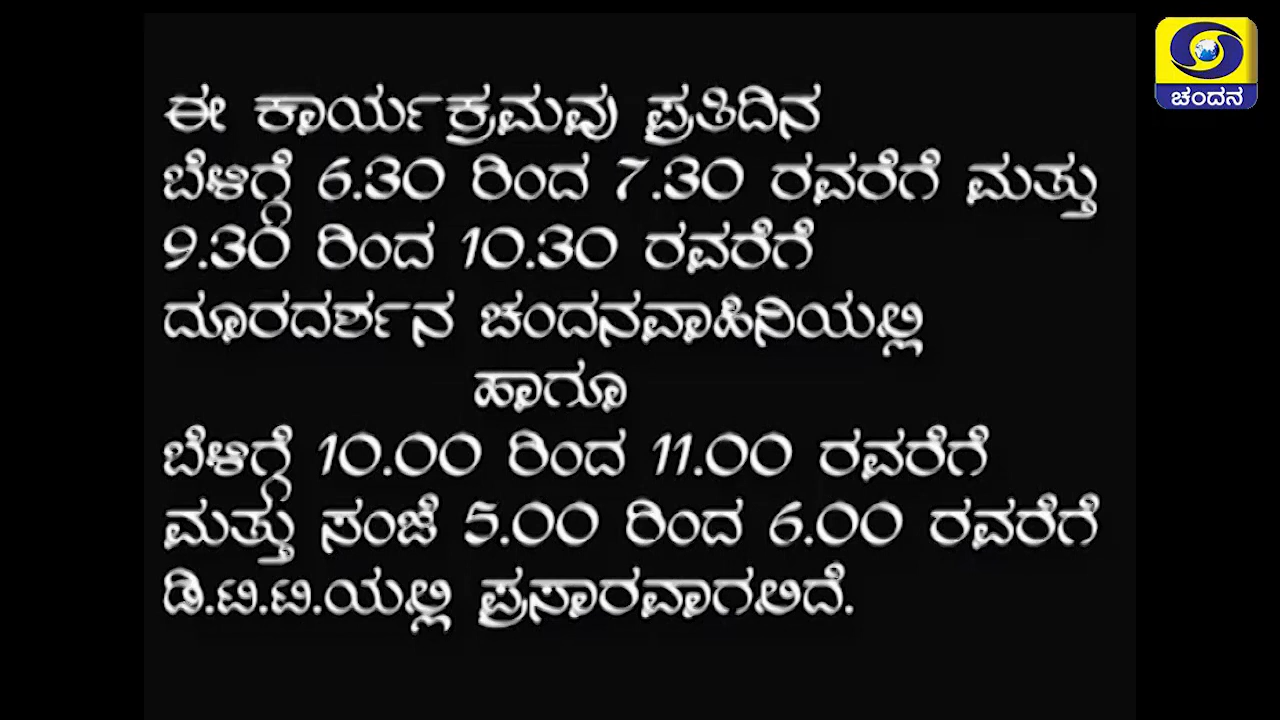 ಚಂದನ
ಈ ಕಾರ್ಯಕ್ರಮವು ಪ್ರತಿದಿನ
ಬೆಳಿಗ್ಗೆ 6.30 ರಿಂದ 7.30 ರವರೆಗೆ ಮತ್ತು
9.30 ರಿಂದ 10.30 ರವರೆಗೆ
ದೂರದರ್ಶನ ಚಂದನವಾಹಿನಿಯಲ್ಲಿ
ಹಾಗೂ
ಬೆಳಿಗ್ಗೆ 10.00 ರಿಂದ 11.00 ರವರೆಗೆ
ಮತ್ತು ಸಂಜೆ 5.00 ರಿಂದ 6.00 ರವರೆಗೆ
ಡಿ.ಟಿ.ಟಿ.ಯಲ್ಲಿ ಪ್ರಸಾರವಾಗಲಿದೆ.